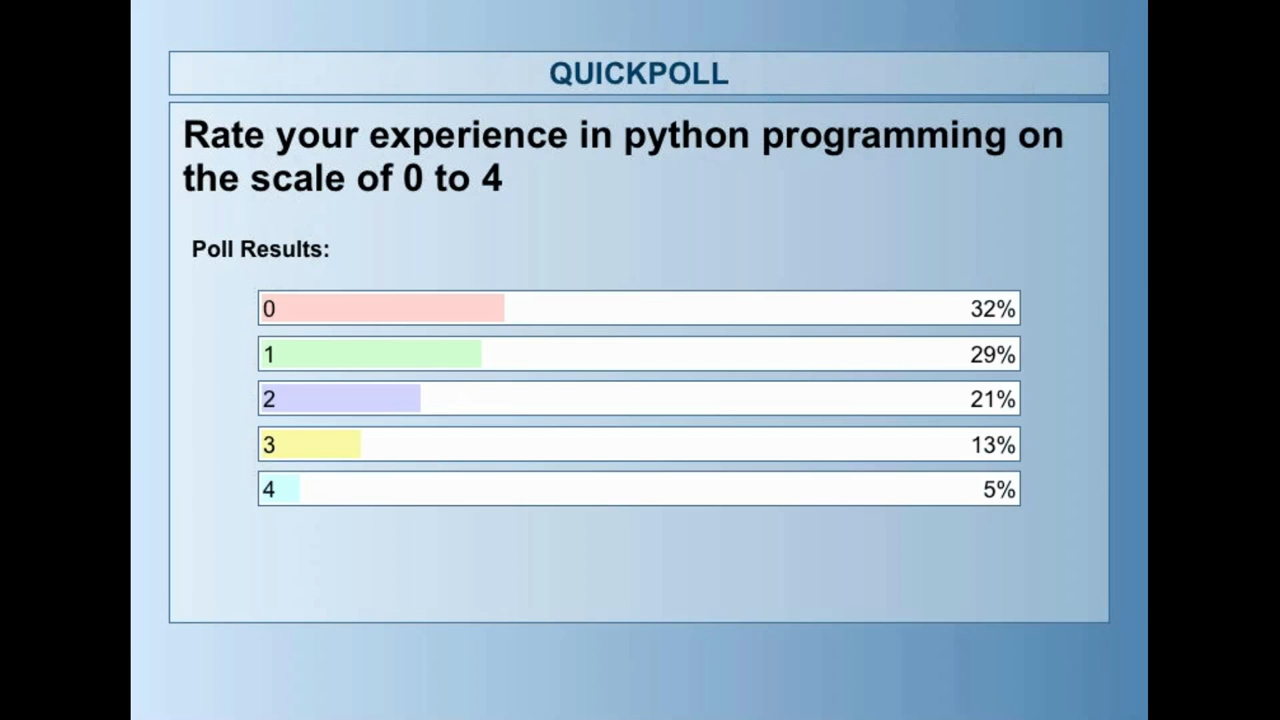 QUICKPOLL
Rate your experience in python programming on
the scale of 0 to 4
Poll Results:
0 32%
1 29%
2 21%
3 13%
4 5%